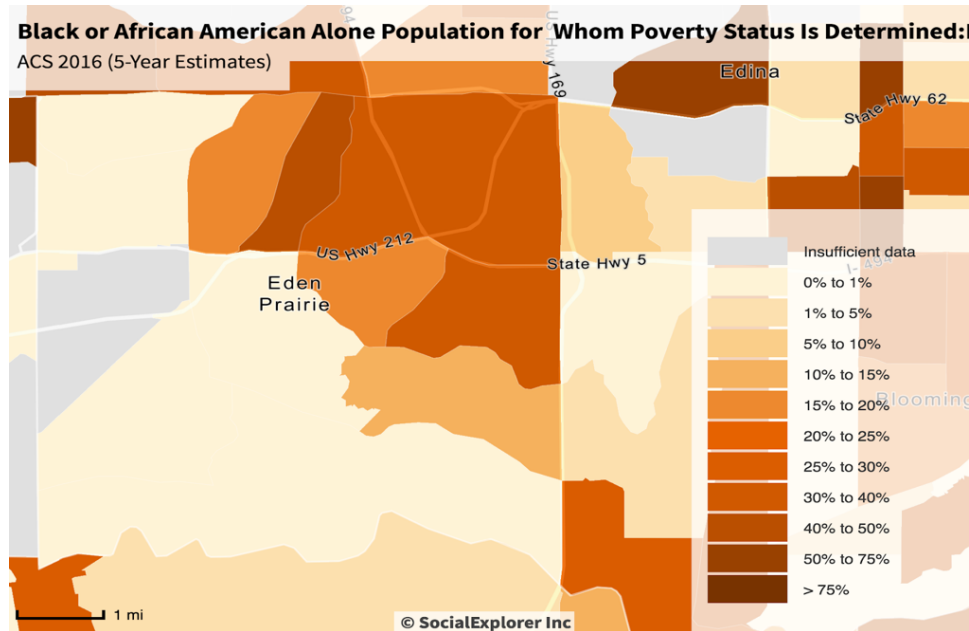 Black or African American Alone Population for Whom Poverty Status Is Determined:
ACS 2016 (5-Year Estimates)
94
US Hwy 169
Edina
State Hwy 62
US Hwy 212
State Hwy 5
I- 494
Eden
Prairie
Insufficient data
0% to 1%
1% to 5%
5% to 10%
10% to 15%
15% to 20%
20% to 25%
25% to 30%
30% to 40%
40% to 50%
50% to 75%
> 75%
Blooming
1 mi
© SocialExplorer Inc